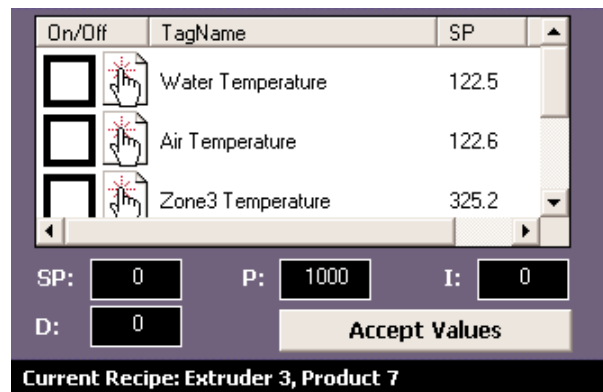 On/Off TagName SP
Water Temperature 122.5
Air Temperature 122.6
Zone3 Temperature 325.2
SP: 0 P: 1000 I: 0
D: 0 Accept Values
Current Recipe: Extruder 3, Product 7